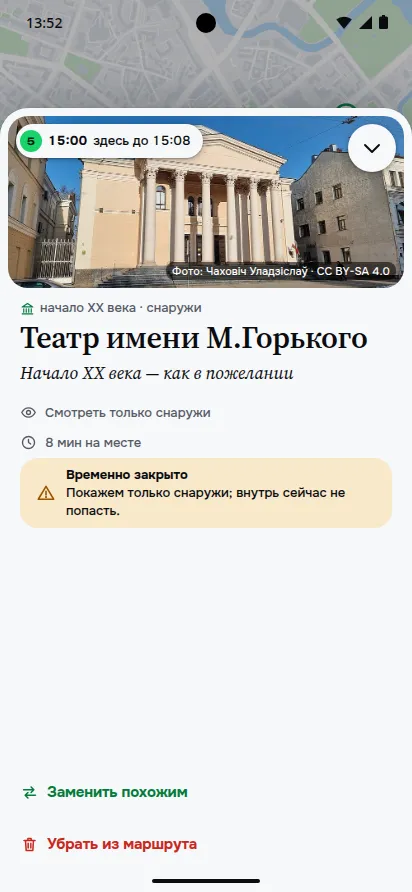 13:52
5 15:00 здесь до 15:08
Фото: Чаховіч Уладзіслаў · CC BY-SA 4.0
начало XX века · снаружи
Театр имени М.Горького
Начало XX века — как в пожелании
Смотреть только снаружи
8 мин на месте
Временно закрыто
Покажем только снаружи; внутрь сейчас не
попасть.
Заменить похожим
Убрать из маршрута